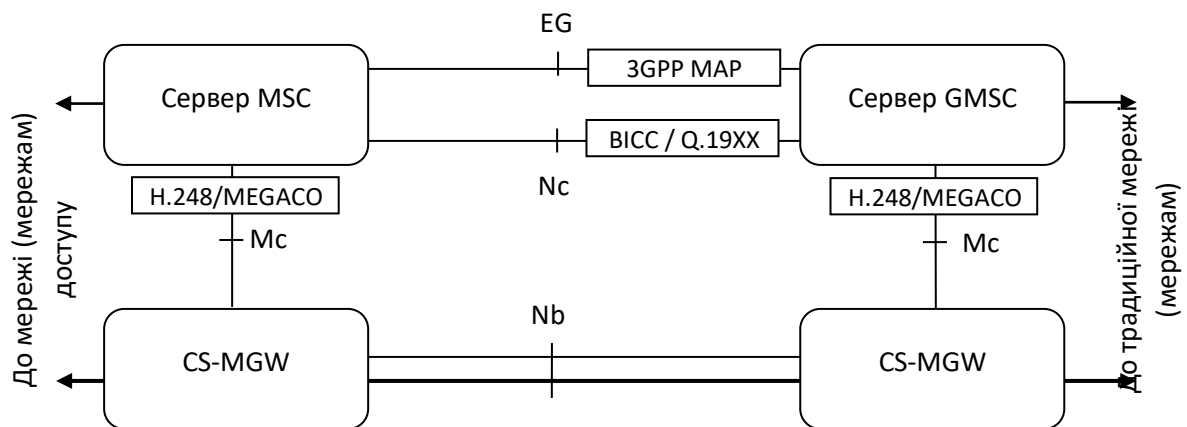 EG
3GPP MAP
Сервер MSC
Сервер GMSC
BICC / Q.19XX
Nc
H.248/MEGACO
H.248/MEGACO
Mc
Mc
До мережі (мережам)
доступу
До традиційної мережі
(мережам)
Nb
CS-MGW
CS-MGW